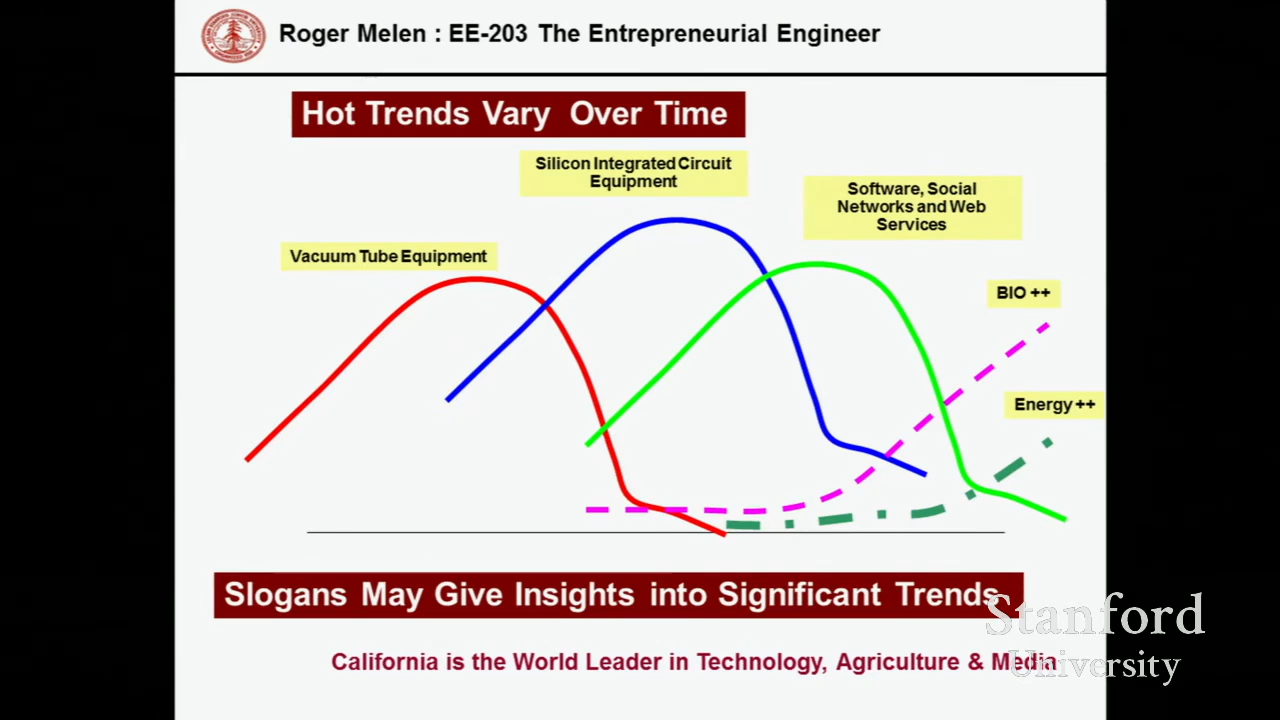 Roger Melen : EE-203 The Entrepreneurial Engineer
Hot Trends Vary Over Time
Silicon Integrated Circuit
Equipment
Software, Social
Networks and Web
Services
Vacuum Tube Equipment
BIO ++
Energy ++
Slogans May Give Insights into Significant Trends
California is the World Leader in Technology, Agriculture & Media
Stanford
University